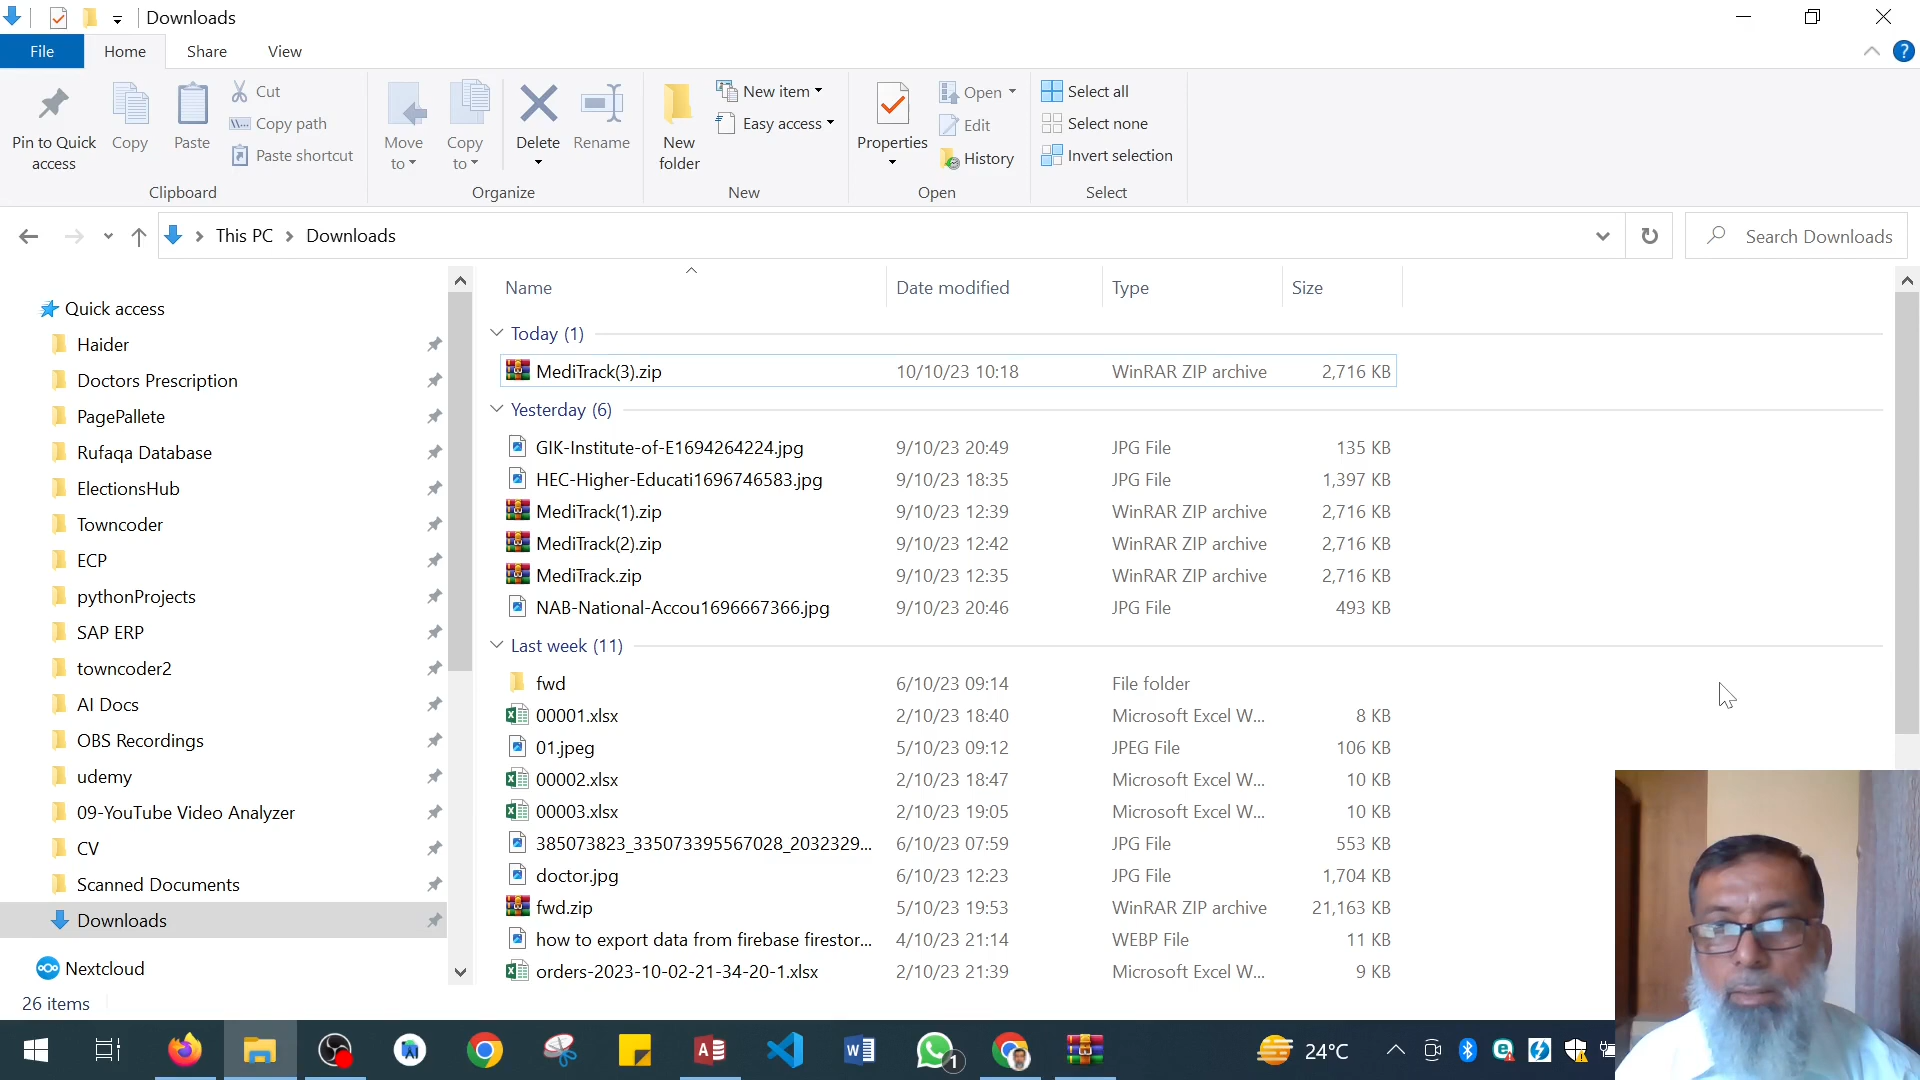 Downloads
File
Home
Share
View
Pin to Quick access
Copy
Paste
Cut
Copy path
Paste shortcut
Clipboard
Move to
Copy to
Delete
Rename
Organize
New folder
New item
Easy access
New
Properties
Open
Edit
History
Open
Select all
Select none
Invert selection
Select
This PC
Downloads
Search Downloads
Quick access
Haider
Doctors Prescription
PagePallete
Rufaqa Database
ElectionsHub
Towncoder
ECP
pythonProjects
SAP ERP
towncoder2
AI Docs
OBS Recordings
udemy
09-YouTube Video Analyzer
CV
Scanned Documents
Downloads
Nextcloud
Name Date modified Type Size
Today (1)
MediTrack(3).zip 10/10/23 10:18 WinRAR ZIP archive 2,716 KB
Yesterday (6)
GIK-Institute-of-E1694264224.jpg 9/10/23 20:49 JPG File 135 KB
HEC-Higher-Educati1696746583.jpg 9/10/23 18:35 JPG File 1,397 KB
MediTrack(1).zip 9/10/23 12:39 WinRAR ZIP archive 2,716 KB
MediTrack(2).zip 9/10/23 12:42 WinRAR ZIP archive 2,716 KB
MediTrack.zip 9/10/23 12:35 WinRAR ZIP archive 2,716 KB
NAB-National-Accou1696667366.jpg 9/10/23 20:46 JPG File 493 KB
Last week (11)
fwd 6/10/23 09:14 File folder
00001.xlsx 2/10/23 18:40 Microsoft Excel W... 8 KB
01.jpeg 5/10/23 09:12 JPEG File 106 KB
00002.xlsx 2/10/23 18:47 Microsoft Excel W... 10 KB
00003.xlsx 2/10/23 19:05 Microsoft Excel W... 10 KB
385073823_335073395567028_2032329... 6/10/23 07:59 JPG File 553 KB
doctor.jpg 6/10/23 12:23 JPG File 1,704 KB
fwd.zip 5/10/23 19:53 WinRAR ZIP archive 21,163 KB
how to export data from firebase firestor... 4/10/23 21:14 WEBP File 11 KB
orders-2023-10-02-21-34-20-1.xlsx 2/10/23 21:39 Microsoft Excel W... 9 KB
26 items
1
24°C